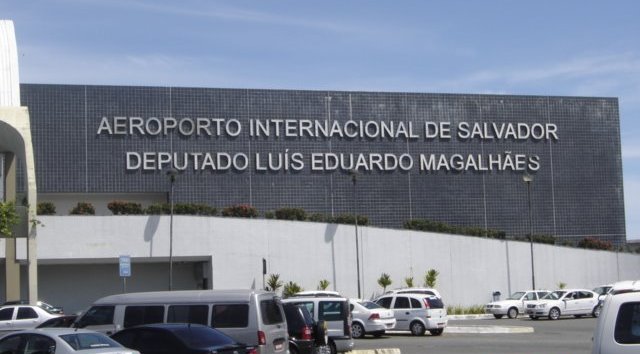 AEROPORTO INTERNACIONAL DE SALVADOR
DEPUTADO LUÍS EDUARDO MAGALHÃES